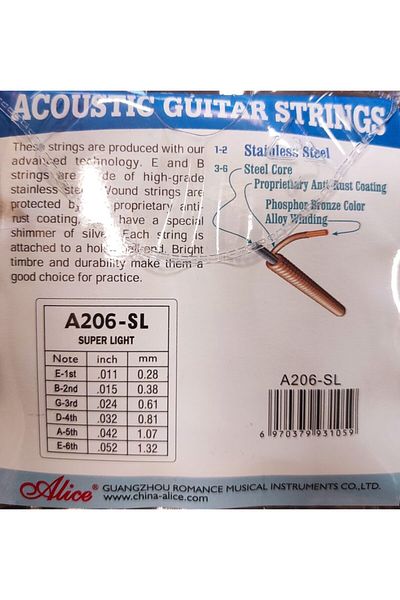 ACOUSTIC GUITAR STRINGS
These strings are produced with our
advanced technology. E and B
strings are made of high-grade
stainless steel. Wound strings are
protected by proprietary anti-
rust coating, have a special
shimmer of silver. Each string is
attached to a ball-end. Bright
timbre and durability make them a
good choice for practice.
1-2 Stainless Steel
3-6 Steel Core
Proprietary Anti-Rust Coating
Phosphor Bronze Color
Alloy Winding
A206-SL
SUPER LIGHT
Note inch mm
E-1st .011 0.28
B-2nd .015 0.38
G-3rd .024 0.61
D-4th .032 0.81
A-5th .042 1.07
E-6th .052 1.32
A206-SL
6 970379 931059
Alice® GUANGZHOU ROMANCE MUSICAL INSTRUMENTS CO.,LTD.
www.china-alice.com